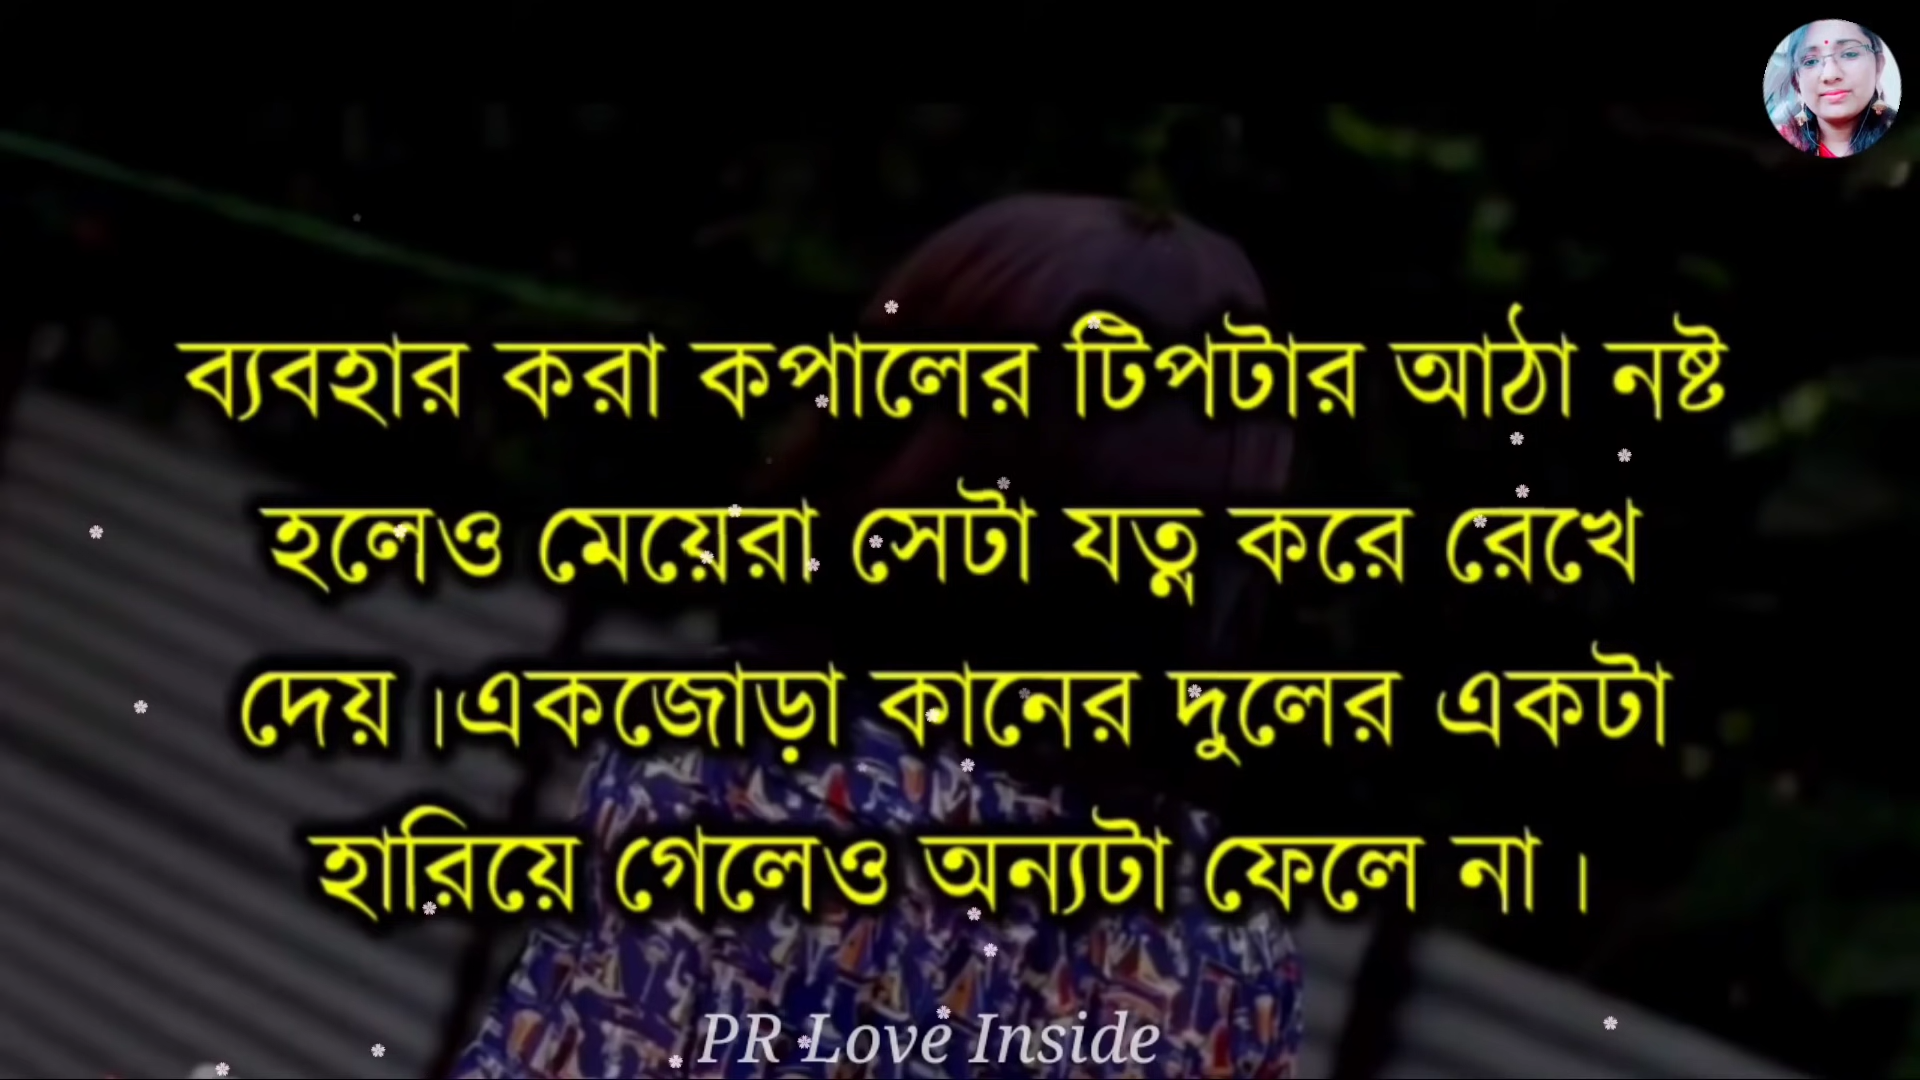 ব্যবহার করা কপালের টিপটার আঠা নষ্ট
হলেও মেয়েরা সেটা যত্ন করে রেখে
দেয় ।একজোড়া কানের দুলের একটা
হারিয়ে গেলেও অন্যটা ফেলে না ।
PR Love Inside